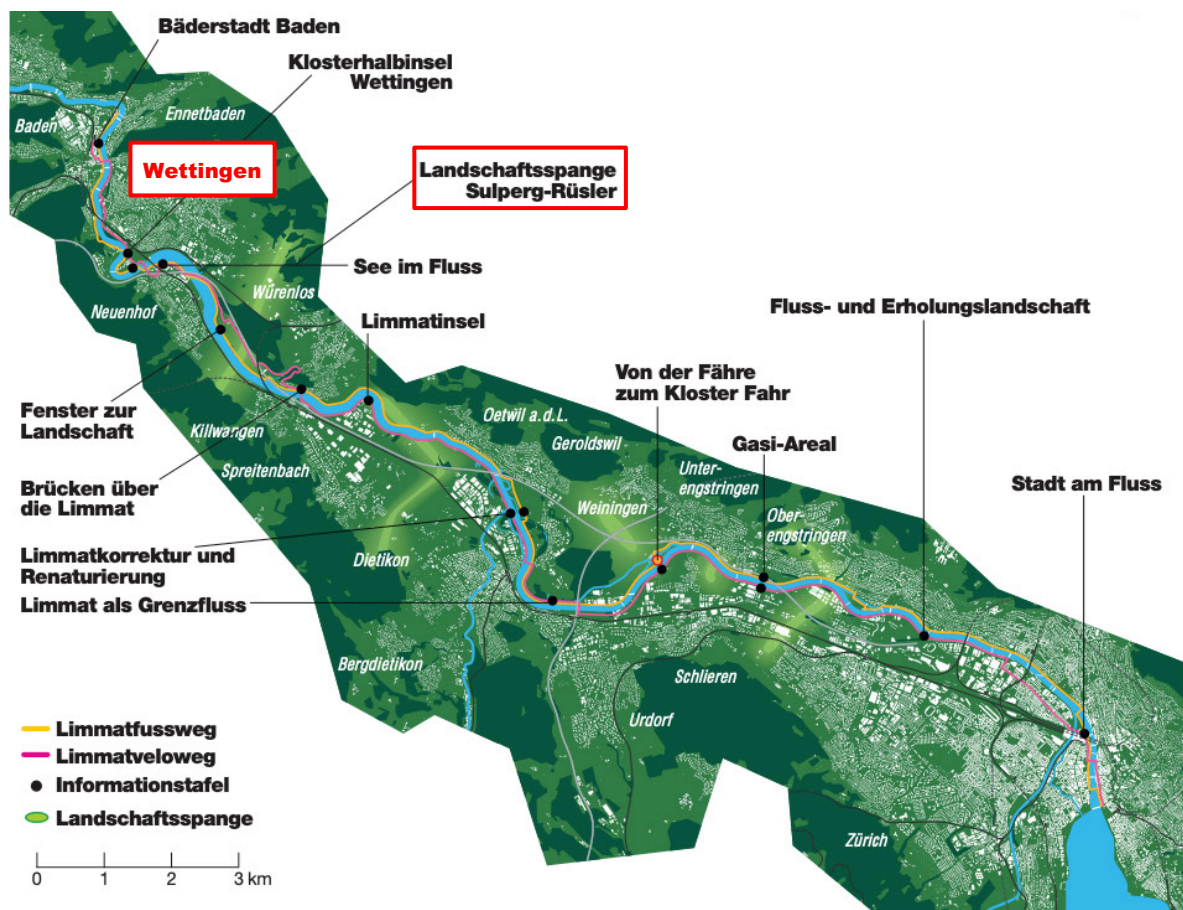 Bäderstadt Baden
Klosterhalbinsel
Wettingen
Ennetbaden
Baden
Wettingen
Landschaftsspange
Sulperg-Rüsler
See im Fluss
Würenlos
Neuenhof
Limmatinsel
Fluss- und Erholungslandschaft
Von der Fähre
zum Kloster Fahr
Fenster zur
Landschaft
Killwangen
Oetwil a.d.L.
Geroldswil
Gasi-Areal
Spreitenbach
Unter-
engstringen
Brücken über
die Limmat
Stadt am Fluss
Weiningen
Ober-
engstringen
Limmatkorrektur und
Renaturierung
Dietikon
Limmat als Grenzfluss
Bergdietikon
Schlieren
Urdorf
Limmatfussweg
Limmatveloweg
Informationstafel
Landschaftsspange
Zürich
0 1 2 3 km